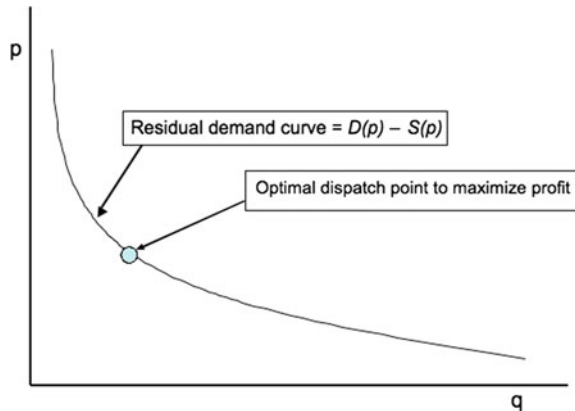 p
Residual demand curve = D(p) – S(p)
Optimal dispatch point to maximize profit
q